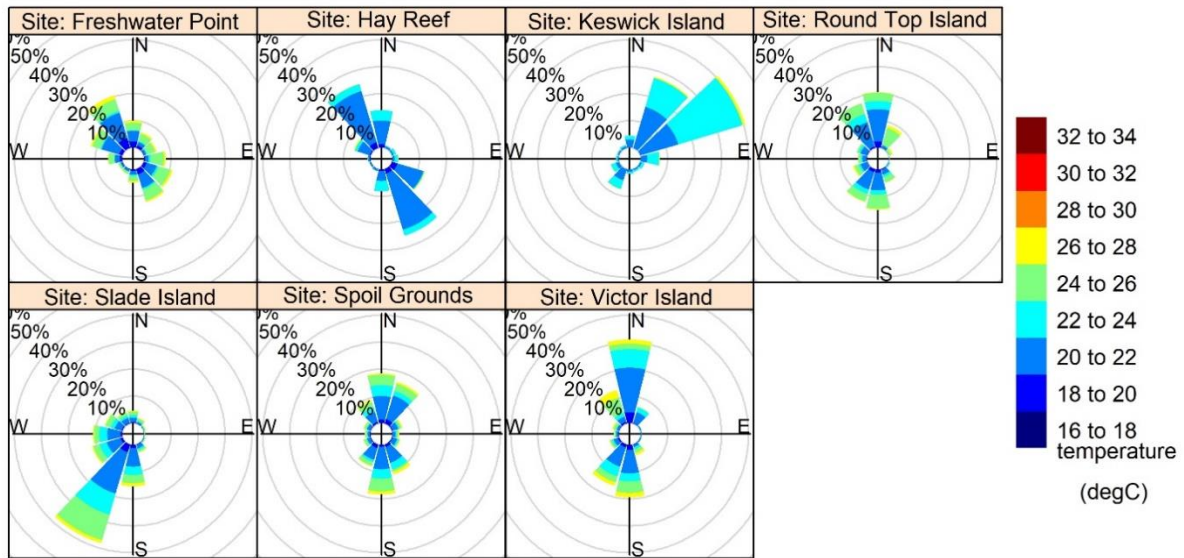 Site: Freshwater Point
Site: Hay Reef
Site: Keswick Island
Site: Round Top Island
N
50%
40%
30%
20%
10%
W
E
S
N
50%
40%
30%
20%
10%
W
E
S
N
50%
40%
30%
20%
10%
W
E
S
N
50%
40%
30%
20%
10%
W
E
S
Site: Slade Island
Site: Spoil Grounds
Site: Victor Island
N
50%
40%
30%
20%
10%
W
E
S
N
50%
40%
30%
20%
10%
W
E
S
N
50%
40%
30%
20%
10%
W
E
S
32 to 34
30 to 32
28 to 30
26 to 28
24 to 26
22 to 24
20 to 22
18 to 20
16 to 18
temperature
(degC)